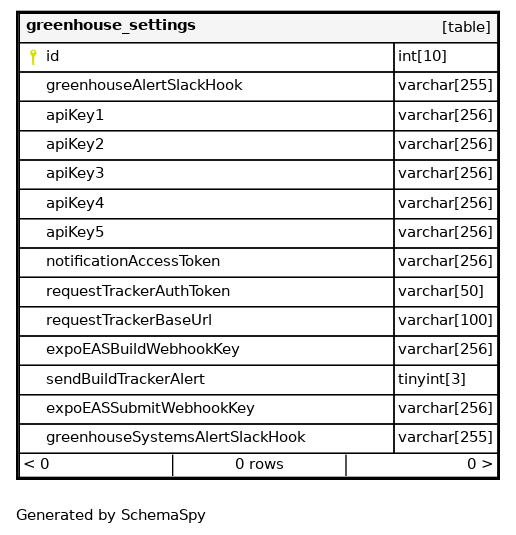 greenhouse_settings [table]
id int[10]
greenhouseAlertSlackHook varchar[255]
apiKey1 varchar[256]
apiKey2 varchar[256]
apiKey3 varchar[256]
apiKey4 varchar[256]
apiKey5 varchar[256]
notificationAccessToken varchar[256]
requestTrackerAuthToken varchar[50]
requestTrackerBaseUrl varchar[100]
expoEASBuildWebhookKey varchar[256]
sendBuildTrackerAlert tinyint[3]
expoEASSubmitWebhookKey varchar[256]
greenhouseSystemsAlertSlackHook varchar[255]
< 0 0 rows 0 >
Generated by SchemaSpy